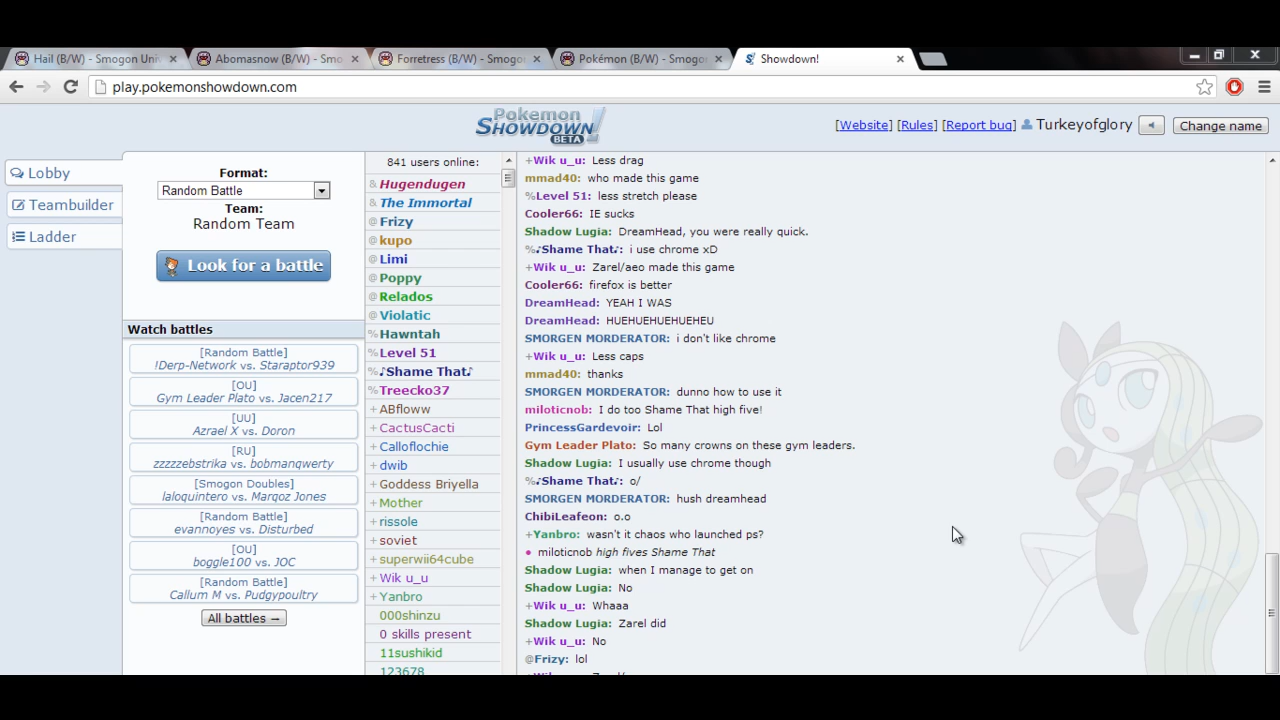 Hail (B/W) - Smogon Univ
Abomasnow (B/W) - Smo
Forretress (B/W) - Smogo
Pokémon (B/W) - Smogo
Showdown!
play.pokemonshowdown.com
Pokemon
SHOWDOWN!
BETA
[Website] [Rules] [Report bug] Turkeyofglory
Change name
Lobby
Teambuilder
Ladder
Format:
Random Battle
Team:
Random Team
Look for a battle
Watch battles
[Random Battle]
!Derp-Network vs. Staraptor939
[OU]
Gym Leader Plato vs. Jacen217
[UU]
Azrael X vs. Doron
[RU]
zzzzzebstrika vs. bobmanqwerty
[Smogon Doubles]
laloquintero vs. Marqoz Jones
[Random Battle]
evannoyes vs. Disturbed
[OU]
boggle100 vs. JOC
[Random Battle]
Callum M vs. Pudgypoultry
All battles →
841 users online:
& Hugendugen
& The Immortal
@ Frizy
@ kupo
@ Limi
@ Poppy
@ Relados
@ Violatic
% Hawntah
% Level 51
% ♪Shame That♪
% Treecko37
+ ABfloww
+ CactusCacti
+ Calloflochie
+ dwib
+ Goddess Briyella
+ Mother
+ rissole
+ soviet
+ superwii64cube
+ Wik u_u
+ Yanbro
000shinzu
0 skills present
11sushikid
123678
+Wik u_u: Less drag
mmad40: who made this game
%Level 51: less stretch please
Cooler66: IE sucks
Shadow Lugia: DreamHead, you were really quick.
%♪Shame That♪: i use chrome xD
+Wik u_u: Zarel/aeo made this game
Cooler66: firefox is better
DreamHead: YEAH I WAS
DreamHead: HUEHUEHUEHUEHEU
SMORGEN MORDERATOR: i don't like chrome
+Wik u_u: Less caps
mmad40: thanks
SMORGEN MORDERATOR: dunno how to use it
miloticnob: I do too Shame That high five!
PrincessGardevoir: Lol
Gym Leader Plato: So many crowns on these gym leaders.
Shadow Lugia: I usually use chrome though
%♪Shame That♪: o/
SMORGEN MORDERATOR: hush dreamhead
ChibiLeafeon: o.o
+Yanbro: wasn't it chaos who launched ps?
• miloticnob high fives Shame That
Shadow Lugia: when I manage to get on
Shadow Lugia: No
+Wik u_u: Whaaa
Shadow Lugia: Zarel did
+Wik u_u: No
@Frizy: lol